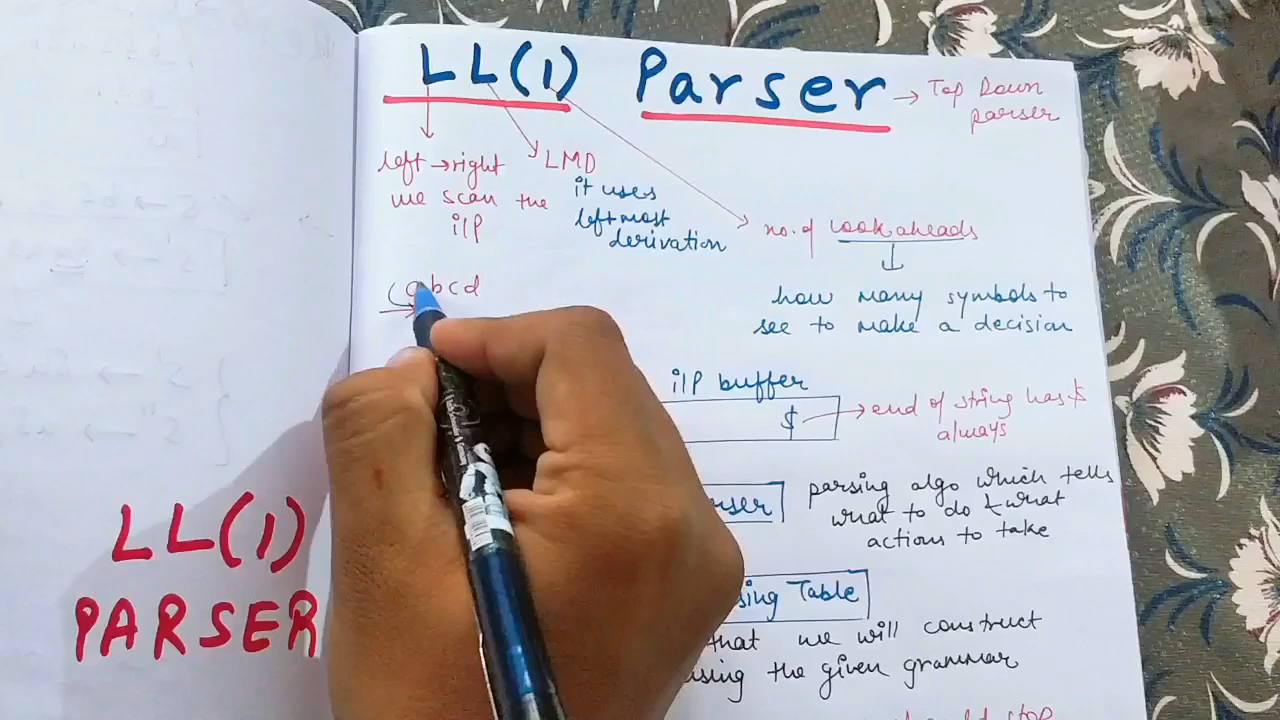 LL(1) Parser → Top Down
parser
left → right
we scan the
i/p
LMD
it uses
leftmost
derivation
no. of lookaheads
how many symbols to
see to make a decision
abcd
i/p buffer
$ → end of string has $
always
parsing algo which tells
what to do & what
actions to take
Table
that we will construct
using the given grammar
stop
LL(1)
PARSER